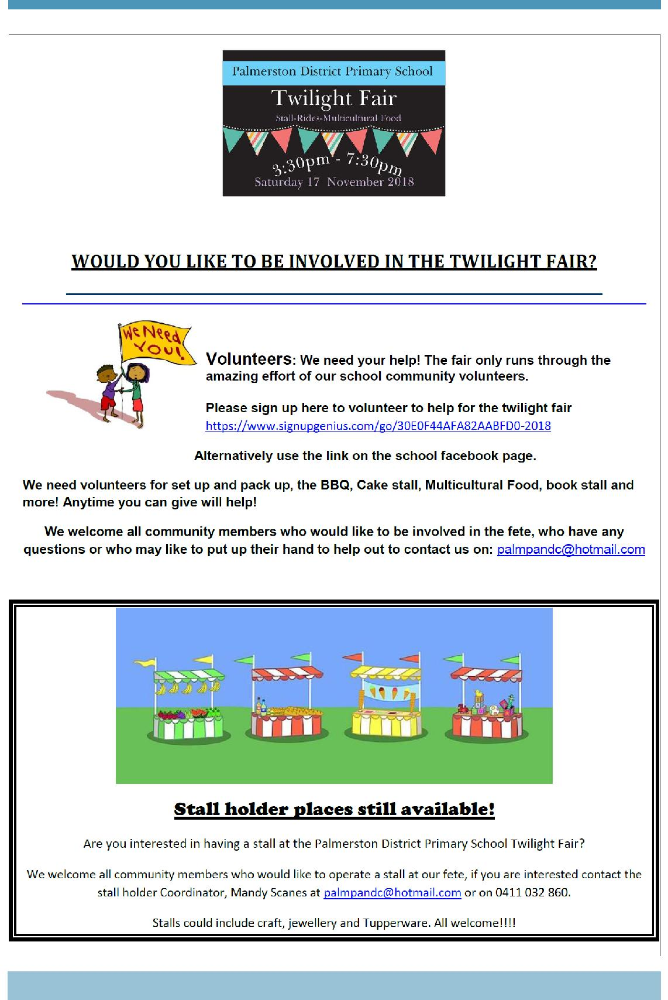 Palmerston District Primary School
Twilight Fair
Stall-Rides-Multicultural Food
3:30pm - 7:30pm
Saturday 17 November 2018
WOULD YOU LIKE TO BE INVOLVED IN THE TWILIGHT FAIR?
We Need
You!
Volunteers: We need your help! The fair only runs through the
amazing effort of our school community volunteers.
Please sign up here to volunteer to help for the twilight fair
https://www.signupgenius.com/go/30E0F44AFA82AABFD0-2018
Alternatively use the link on the school facebook page.
We need volunteers for set up and pack up, the BBQ, Cake stall, Multicultural Food, book stall and
more! Anytime you can give will help!
We welcome all community members who would like to be involved in the fete, who have any
questions or who may like to put up their hand to help out to contact us on: palmpandc@hotmail.com
Stall holder places still available!
Are you interested in having a stall at the Palmerston District Primary School Twilight Fair?
We welcome all community members who would like to operate a stall at our fete, if you are interested contact the
stall holder Coordinator, Mandy Scanes at palmpandc@hotmail.com or on 0411 032 860.
Stalls could include craft, jewellery and Tupperware. All welcome!!!!